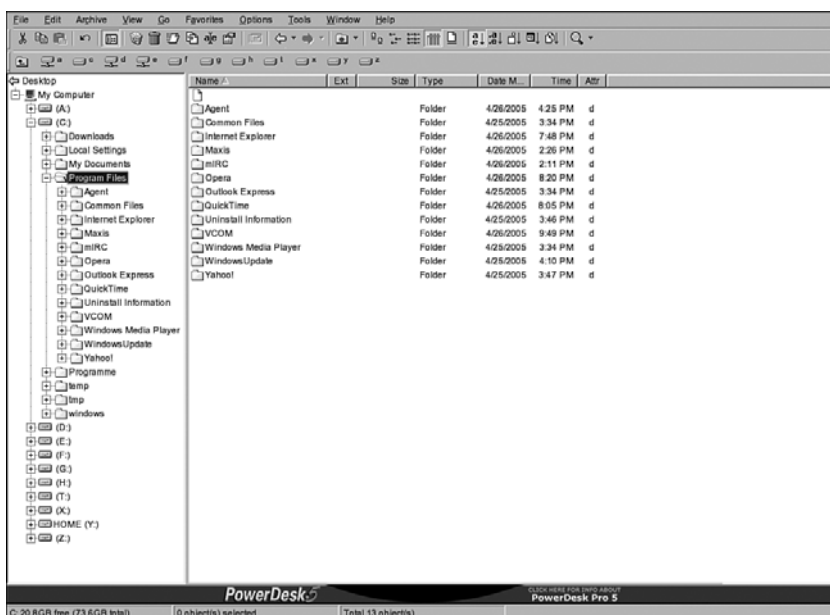 File Edit Archive View Go Favorites Options Tools Window Help
Desktop
My Computer
(A:)
(C:)
Downloads
Local Settings
My Documents
Program Files
Agent
Common Files
Internet Explorer
Maxis
mIRC
Opera
Outlook Express
QuickTime
Uninstall Information
VCOM
Windows Media Player
WindowsUpdate
Yahoo!
Programme
temp
tmp
windows
(D:)
(E:)
(F:)
(G:)
(H:)
(T:)
(X:)
HOME (Y:)
(Z:)
Name Ext Size Type Date M... Time Attr
Agent Folder 4/26/2005 4:25 PM d
Common Files Folder 4/25/2005 3:34 PM d
Internet Explorer Folder 4/26/2005 7:48 PM d
Maxis Folder 4/26/2005 2:26 PM d
mIRC Folder 4/26/2005 2:11 PM d
Opera Folder 4/26/2005 8:20 PM d
Outlook Express Folder 4/25/2005 3:34 PM d
QuickTime Folder 4/26/2005 8:05 PM d
Uninstall Information Folder 4/25/2005 3:46 PM d
VCOM Folder 4/26/2005 9:49 PM d
Windows Media Player Folder 4/25/2005 3:34 PM d
WindowsUpdate Folder 4/25/2005 4:10 PM d
Yahoo! Folder 4/25/2005 3:47 PM d
PowerDesk 5
CLICK HERE FOR INFO ABOUT
PowerDesk Pro 5
C: 20.8GB free (73.6GB total) 0 object(s) selected Total 13 object(s)